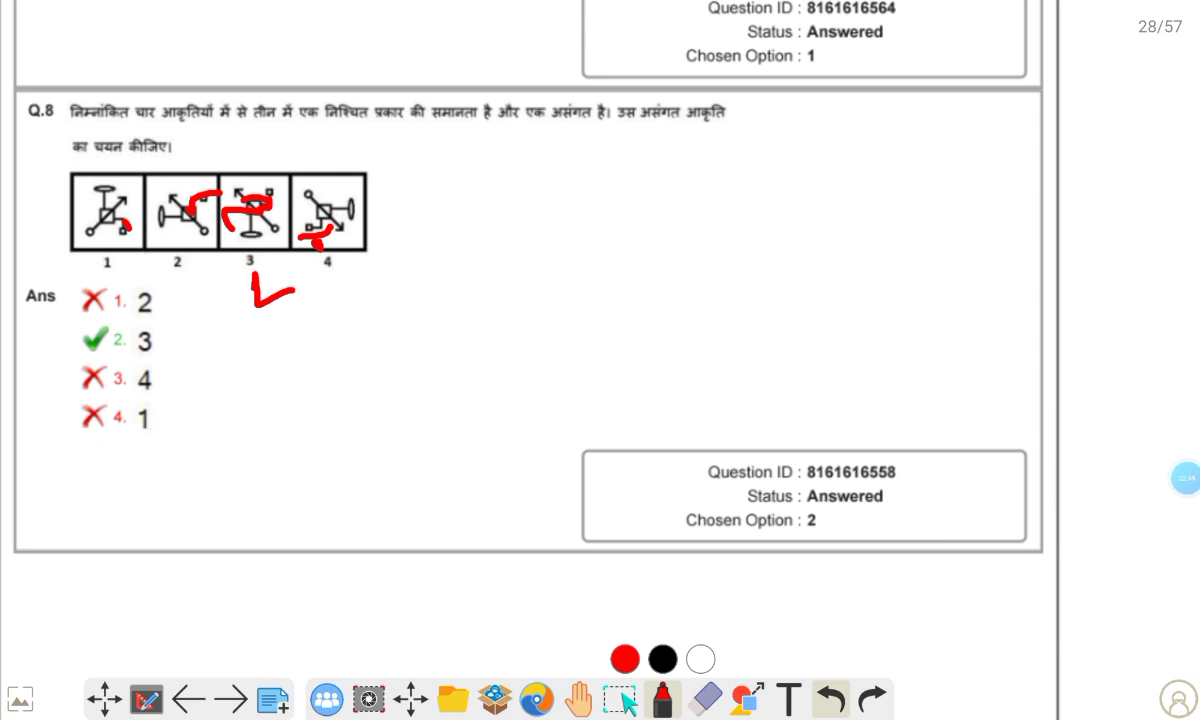 Question ID : 8161616564
28/57
Status : Answered
Chosen Option : 1
Q.8 निम्नांकित चार आकृतियों में से तीन में एक निश्चित प्रकार की समानता है और एक असंगत है। उस असंगत आकृति
का चयन कीजिए।
1 2 3 4
Ans 1. 2
2. 3
3. 4
4. 1
Question ID : 8161616558
Status : Answered
Chosen Option : 2
T